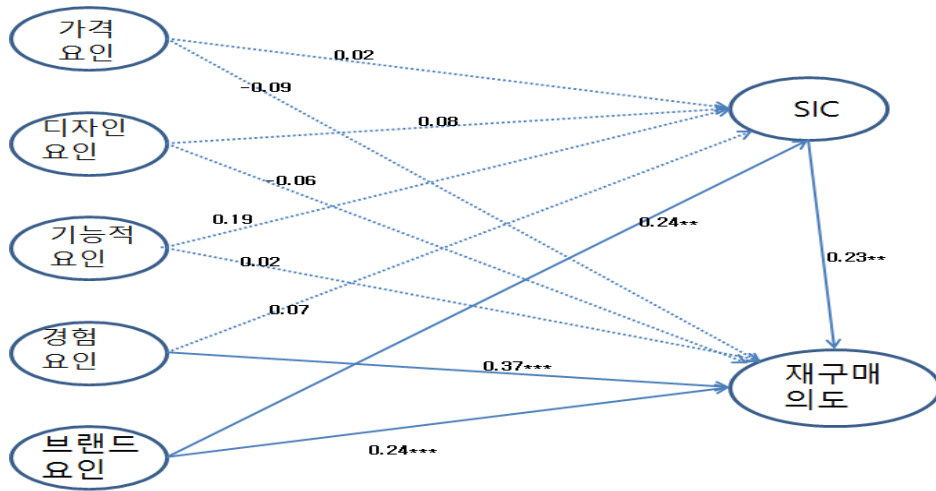 가격
요인
디자인
요인
기능적
요인
경험
요인
브랜드
요인
SIC
재구매
의도
0.02
-0.09
0.08
-0.06
0.19
0.02
0.07
0.24**
0.23**
0.37***
0.24***